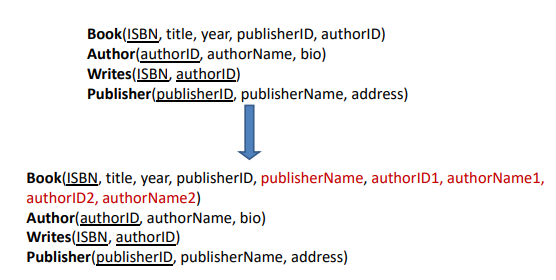 Book(ISBN, title, year, publisherID, authorID)
Author(authorID, authorName, bio)
Writes(ISBN, authorID)
Publisher(publisherID, publisherName, address)
Book(ISBN, title, year, publisherID, publisherName, authorID1, authorName1,
authorID2, authorName2)
Author(authorID, authorName, bio)
Writes(ISBN, authorID)
Publisher(publisherID, publisherName, address)